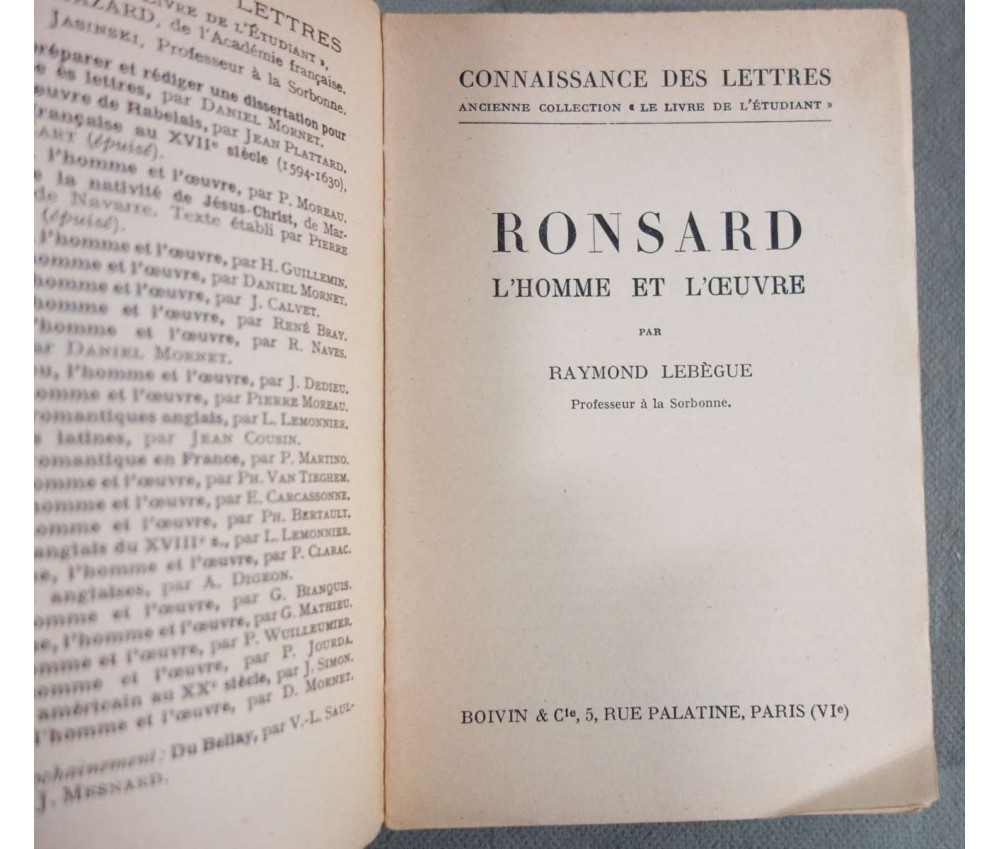 LETTRES
LIVRE DE L'ÉTUDIANT »,
HAZARD, de l'Académie française.
JASINSKI, Professeur à la Sorbonne.
préparer et rédiger une dissertation pour
ès lettres, par DANIEL MORNET.
œuvre de Rabelais, par JEAN PLATTARD.
française au XVIIe siècle (1594-1630),
(épuisé).
l'homme et l'œuvre, par P. MOREAU.
la nativité de Jésus-Christ, de Mar-
de Navarre. Texte établi par PIERRE
(épuisé).
l'homme et l'œuvre, par H. GUILLEMIN.
homme et l'œuvre, par DANIEL MORNET.
homme et l'œuvre, par J. CALVET.
homme et l'œuvre, par RENÉ BRAY.
l'homme et l'œuvre, par R. NAVES.
par DANIEL MORNET.
l'homme et l'œuvre, par J. DEDIEU.
homme et l'œuvre, par PIERRE MOREAU.
romantiques anglais, par L. LEMONNIER.
latines, par JEAN COUSIN.
romantique en France, par P. MARTINO.
homme et l'œuvre, par PH. VAN TIEGHEM.
homme et l'œuvre, par E. CARCASSONNE.
omme et l'œuvre, par PH. BERTAULT.
anglais du XVIIIe s., par L. LEMONNIER.
l'homme et l'œuvre, par P. CLARAC.
anglaises, par A. DIGEON.
omme et l'œuvre, par G. BIANQUIS.
l'homme et l'œuvre, par G. MATHIEU.
omme et l'œuvre, par P. WUILLEUMIER.
omme et l'œuvre, par P. JOURDA.
américain au XXe siècle, par J. SIMON.
l'homme et l'œuvre, par D. MORNET.
chainement : Du Bellay, par V.-L. SAUL-
J. MESNARD.
CONNAISSANCE DES LETTRES
ANCIENNE COLLECTION « LE LIVRE DE L'ÉTUDIANT »
RONSARD
L'HOMME ET L'ŒUVRE
PAR
RAYMOND LEBÈGUE
Professeur à la Sorbonne.
BOIVIN & Cie, 5, RUE PALATINE, PARIS (VIe)